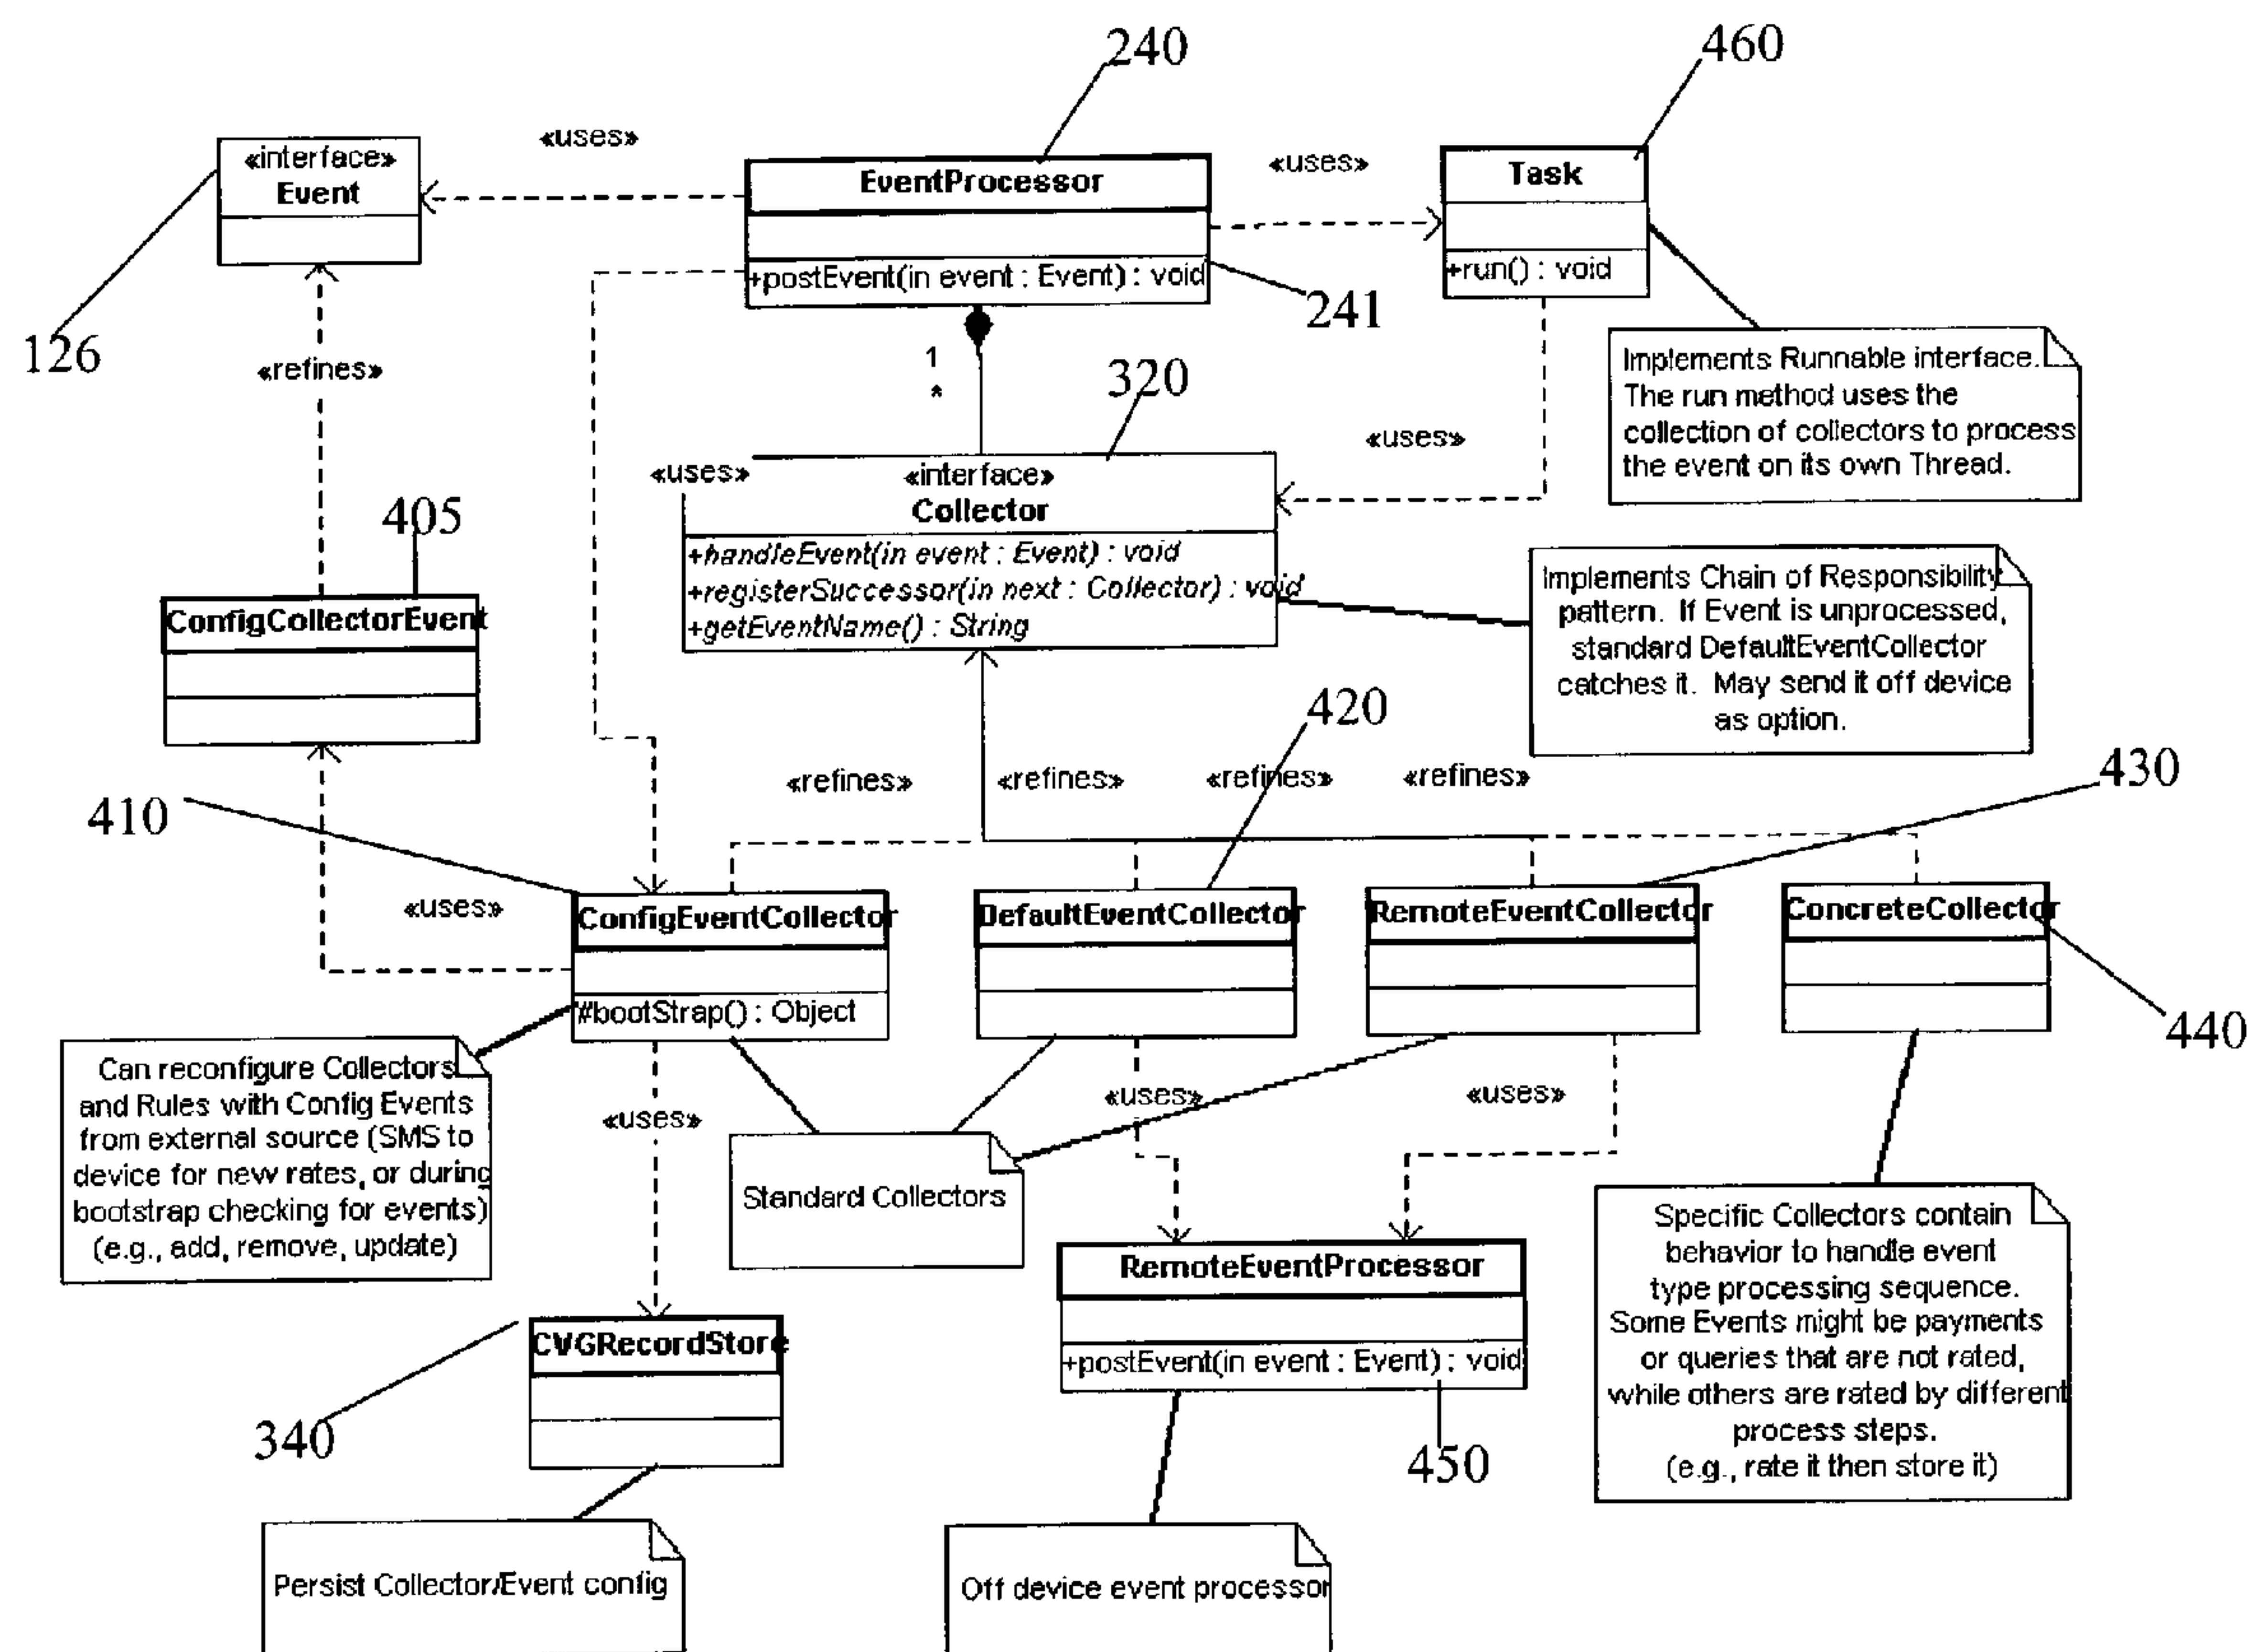 240
460
«uses»
«interface»
Event
EventProcessor
«uses»
Task
+postEvent(in event : Event) : void
+run() : void
241
126
«refines»
1
*
320
Implements Runnable interface.
The run method uses the
collection of collectors to process
the event on its own Thread.
«uses»
«uses»
«interface»
Collector
+handleEvent(in event : Event) : void
+registerSuccessor(in next : Collector) : void
+getEventName() : String
405
ConfigCollectorEvent
Implements Chain of Responsibility
pattern. If Event is unprocessed,
standard DefaultEventCollector
catches it. May send it off device
as option.
420
430
«refines»
«refines»
«refines»
«refines»
410
«uses»
ConfigEventCollector
DefaultEventCollector
RemoteEventCollector
ConcreteCollector
#bootStrap() : Object
440
Can reconfigure Collectors
and Rules with Config Events
from external source (SMS to
device for new rates, or during
bootstrap checking for events)
(e.g., add, remove, update)
«uses»
«uses»
«uses»
Standard Collectors
Specific Collectors contain
behavior to handle event
type processing sequence.
Some Events might be payments
or queries that are not rated,
while others are rated by different
process steps.
(e.g., rate it then store it)
RemoteEventProcessor
+postEvent(in event : Event) : void
CVGRecordStore
340
450
Persist Collector/Event config
Off device event processor